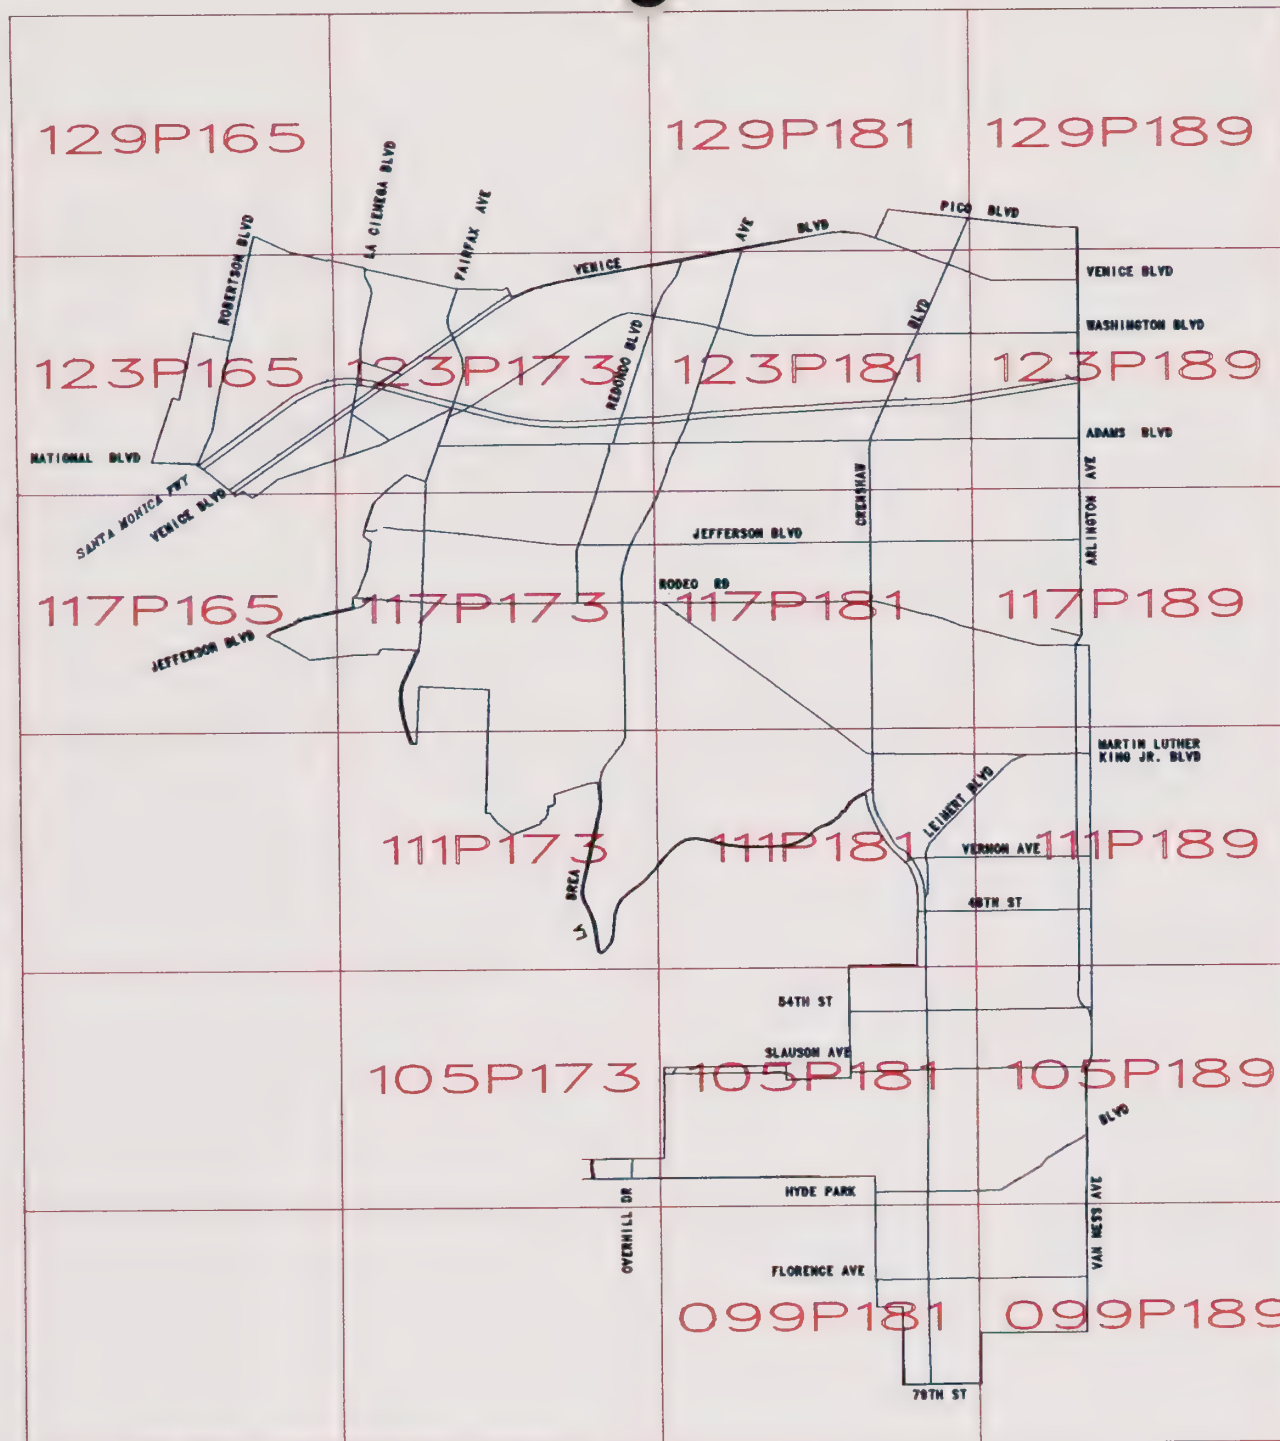 129P165
129P181
129P189
LA CIENEGA BLVD
FAIRFAX AVE
ROBERTSON BLVD
PICO BLVD
AVE
BLVD
VENICE
VENICE BLVD
WASHINGTON BLVD
BLVD
REDONDO BLVD
123P165
123P173
123P181
123P189
NATIONAL BLVD
ADAMS BLVD
SANTA MONICA FWY
VENICE BLVD
CRENSHAW
ARLINGTON AVE
JEFFERSON BLVD
RODEO RD
117P165
117P173
117P181
117P189
JEFFERSON BLVD
MARTIN LUTHER
KING JR. BLVD
LEIMERT BLVD
111P173
111P181
111P189
VERNON AVE
BREA
48TH ST
54TH ST
SLAUSON AVE
105P173
105P181
105P189
BLVD
HYDE PARK
OVERHILL DR
VAN NESS AVE
FLORENCE AVE
099P181
099P189
79TH ST